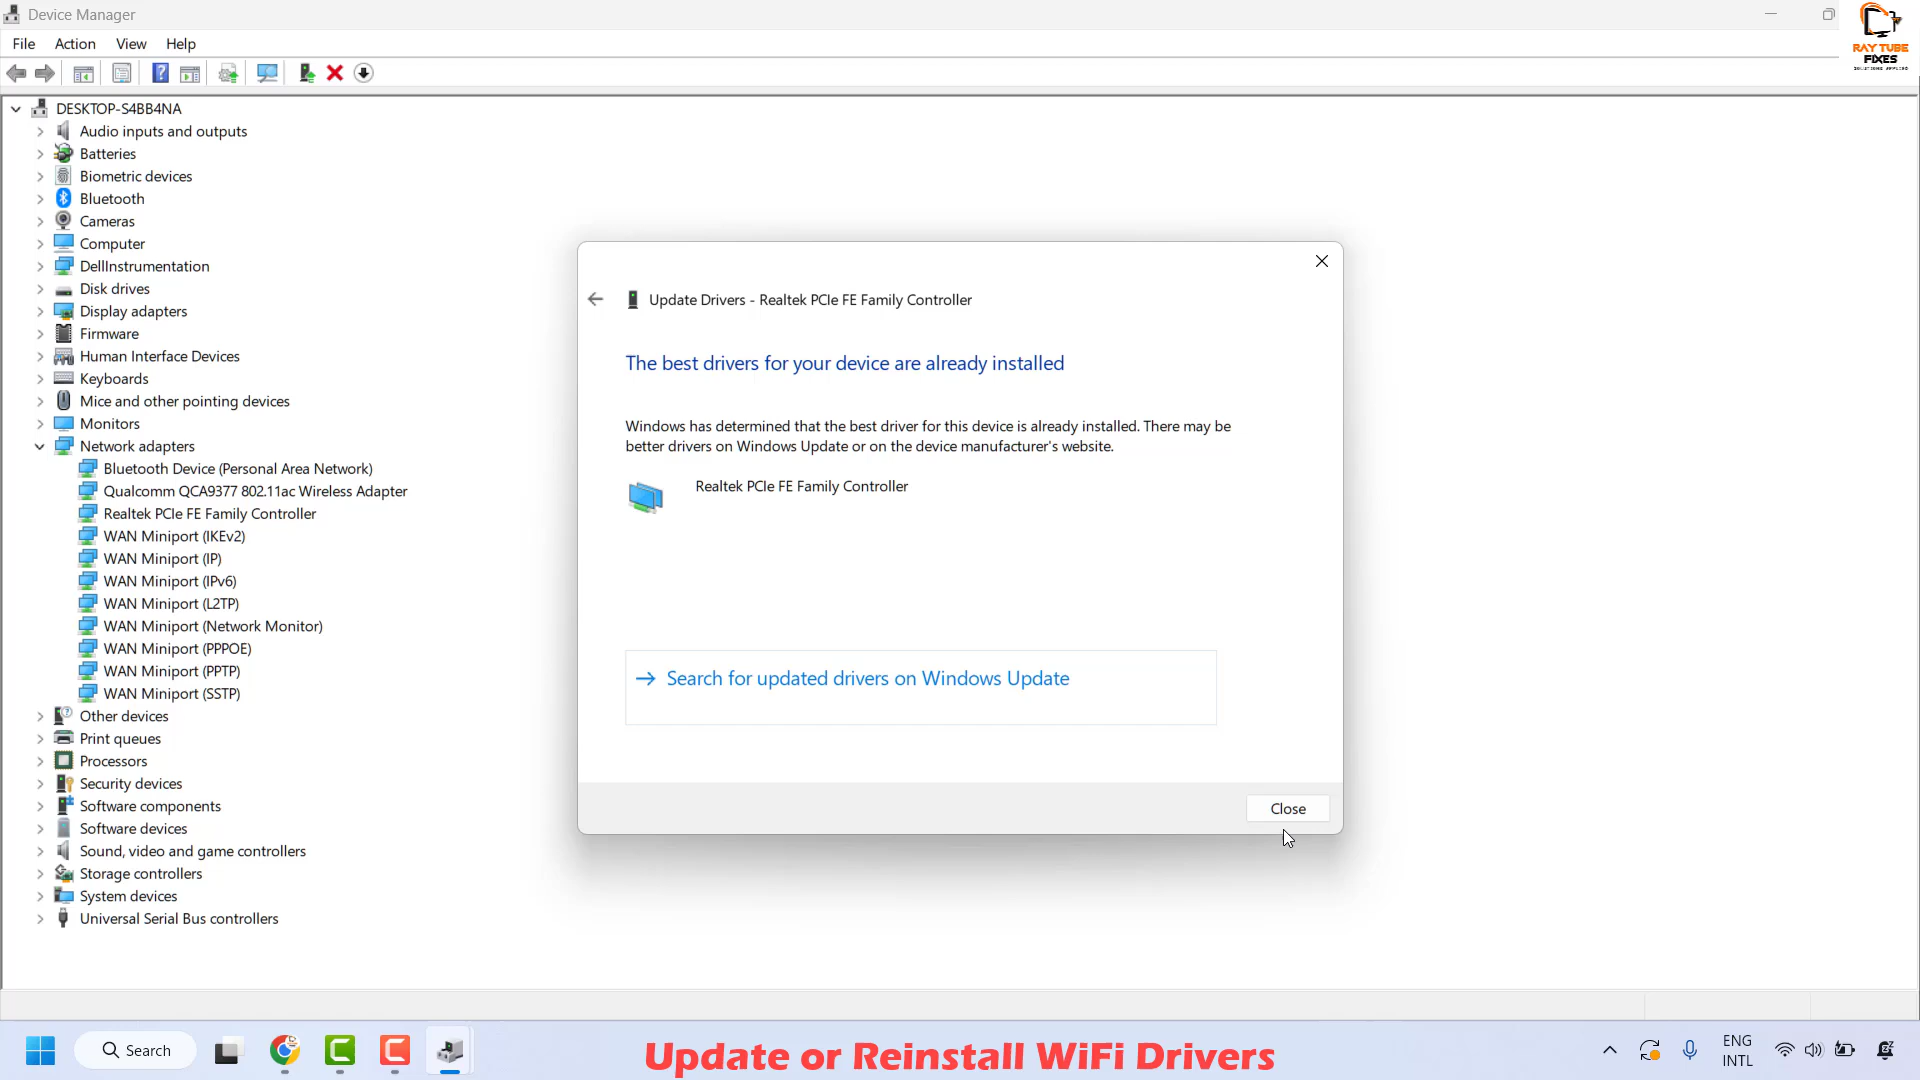 Device Manager
RAY TUBE
FIXES
File Action View Help
DESKTOP-S4BB4NA
Audio inputs and outputs
Batteries
Biometric devices
Bluetooth
Cameras
Computer
DellInstrumentation
Disk drives
Display adapters
Firmware
Human Interface Devices
Keyboards
Mice and other pointing devices
Monitors
Network adapters
Bluetooth Device (Personal Area Network)
Qualcomm QCA9377 802.11ac Wireless Adapter
Realtek PCIe FE Family Controller
WAN Miniport (IKEv2)
WAN Miniport (IP)
WAN Miniport (IPv6)
WAN Miniport (L2TP)
WAN Miniport (Network Monitor)
WAN Miniport (PPPOE)
WAN Miniport (PPTP)
WAN Miniport (SSTP)
Other devices
Print queues
Processors
Security devices
Software components
Software devices
Sound, video and game controllers
Storage controllers
System devices
Universal Serial Bus controllers
Update Drivers - Realtek PCIe FE Family Controller
The best drivers for your device are already installed
Windows has determined that the best driver for this device is already installed. There may be
better drivers on Windows Update or on the device manufacturer's website.
Realtek PCIe FE Family Controller
Search for updated drivers on Windows Update
Close
Search
Update or Reinstall WiFi Drivers
ENG
INTL